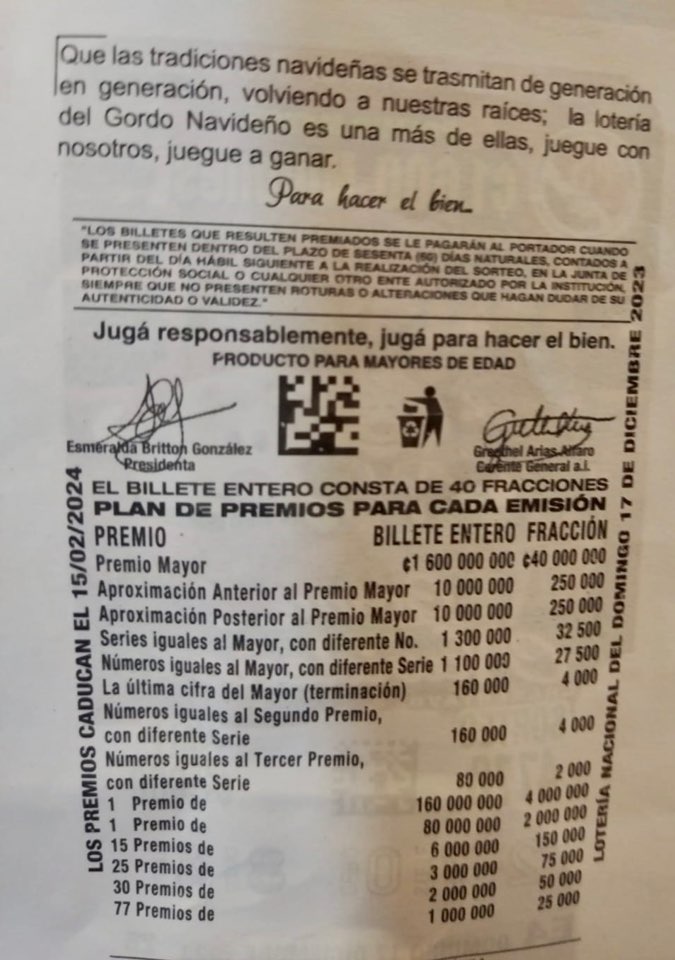 Que las tradiciones navideñas se trasmitan de generación
en generación, volviendo a nuestras raíces; la lotería
del Gordo Navideño es una más de ellas, juegue con
nosotros, juegue a ganar.
Para hacer el bien...
"LOS BILLETES QUE RESULTEN PREMIADOS SE LE PAGARÁN AL PORTADOR CUANDO
SE PRESENTEN DENTRO DEL PLAZO DE SESENTA (60) DÍAS NATURALES, CONTADOS A
PARTIR DEL DÍA HÁBIL SIGUIENTE A LA REALIZACIÓN DEL SORTEO, EN LA JUNTA DE
PROTECCIÓN SOCIAL O CUALQUIER OTRO ENTE AUTORIZADO POR LA INSTITUCIÓN,
SIEMPRE QUE NO PRESENTEN ROTURAS O ALTERACIONES QUE HAGAN DUDAR DE SU
AUTENTICIDAD O VALIDEZ."
Jugá responsablemente, jugá para hacer el bien.
PRODUCTO PARA MAYORES DE EDAD
Esmeralda Britton González
Presidenta
Greethel Arias Alfaro
Gerente General a.i.
EL BILLETE ENTERO CONSTA DE 40 FRACCIONES
PLAN DE PREMIOS PARA CADA EMISIÓN
PREMIO BILLETE ENTERO FRACCIÓN
Premio Mayor ¢1 600 000 000 ¢40 000 000
Aproximación Anterior al Premio Mayor 10 000 000 250 000
Aproximación Posterior al Premio Mayor 10 000 000 250 000
Series iguales al Mayor, con diferente No. 1 300 000 32 500
Números iguales al Mayor, con diferente Serie 1 100 000 27 500
La última cifra del Mayor (terminación) 160 000 4 000
Números iguales al Segundo Premio,
con diferente Serie 160 000 4 000
Números iguales al Tercer Premio,
con diferente Serie 80 000 2 000
1 Premio de 160 000 000 4 000 000
1 Premio de 80 000 000 2 000 000
15 Premios de 6 000 000 150 000
25 Premios de 3 000 000 75 000
30 Premios de 2 000 000 50 000
77 Premios de 1 000 000 25 000
LOS PREMIOS CADUCAN EL 15/02/2024
LOTERÍA NACIONAL DEL DOMINGO 17 DE DICIEMBRE 2023